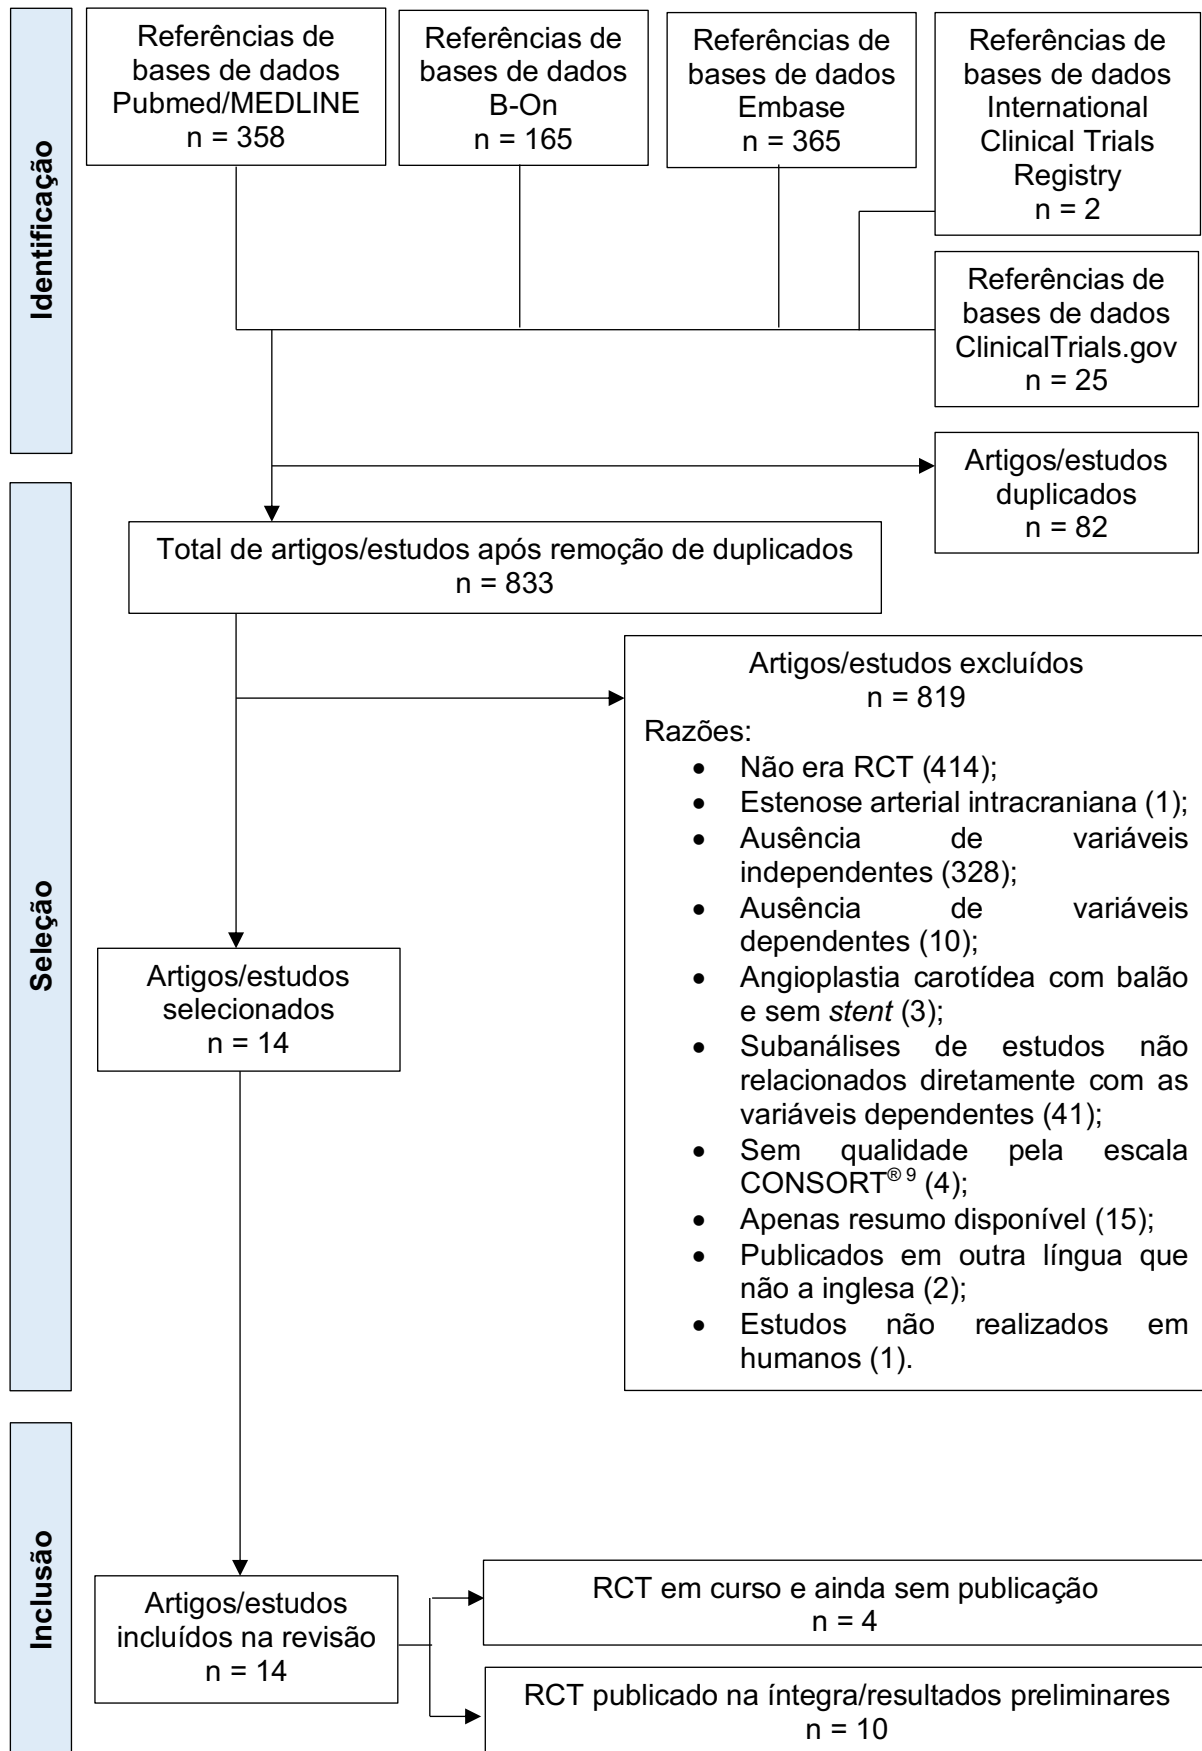 Identificação
Referências de
bases de dados
Pubmed/MEDLINE
n = 358
Referências de
bases de dados
B-On
n = 165
Referências de
bases de dados
Embase
n = 365
Referências de
bases de dados
International
Clinical Trials
Registry
n = 2
Referências de
bases de dados
ClinicalTrials.gov
n = 25
Artigos/estudos
duplicados
n = 82
Seleção
Total de artigos/estudos após remoção de duplicados
n = 833
Artigos/estudos excluídos
n = 819
Razões:
• Não era RCT (414);
• Estenose arterial intracraniana (1);
• Ausência de variáveis
independentes (328);
• Ausência de variáveis
dependentes (10);
• Angioplastia carotídea com balão
e sem stent (3);
• Subanálises de estudos não
relacionados diretamente com as
variáveis dependentes (41);
• Sem qualidade pela escala
CONSORT® 9 (4);
• Apenas resumo disponível (15);
• Publicados em outra língua que
não a inglesa (2);
• Estudos não realizados em
humanos (1).
Artigos/estudos
selecionados
n = 14
Inclusão
Artigos/estudos
incluídos na revisão
n = 14
RCT em curso e ainda sem publicação
n = 4
RCT publicado na íntegra/resultados preliminares
n = 10